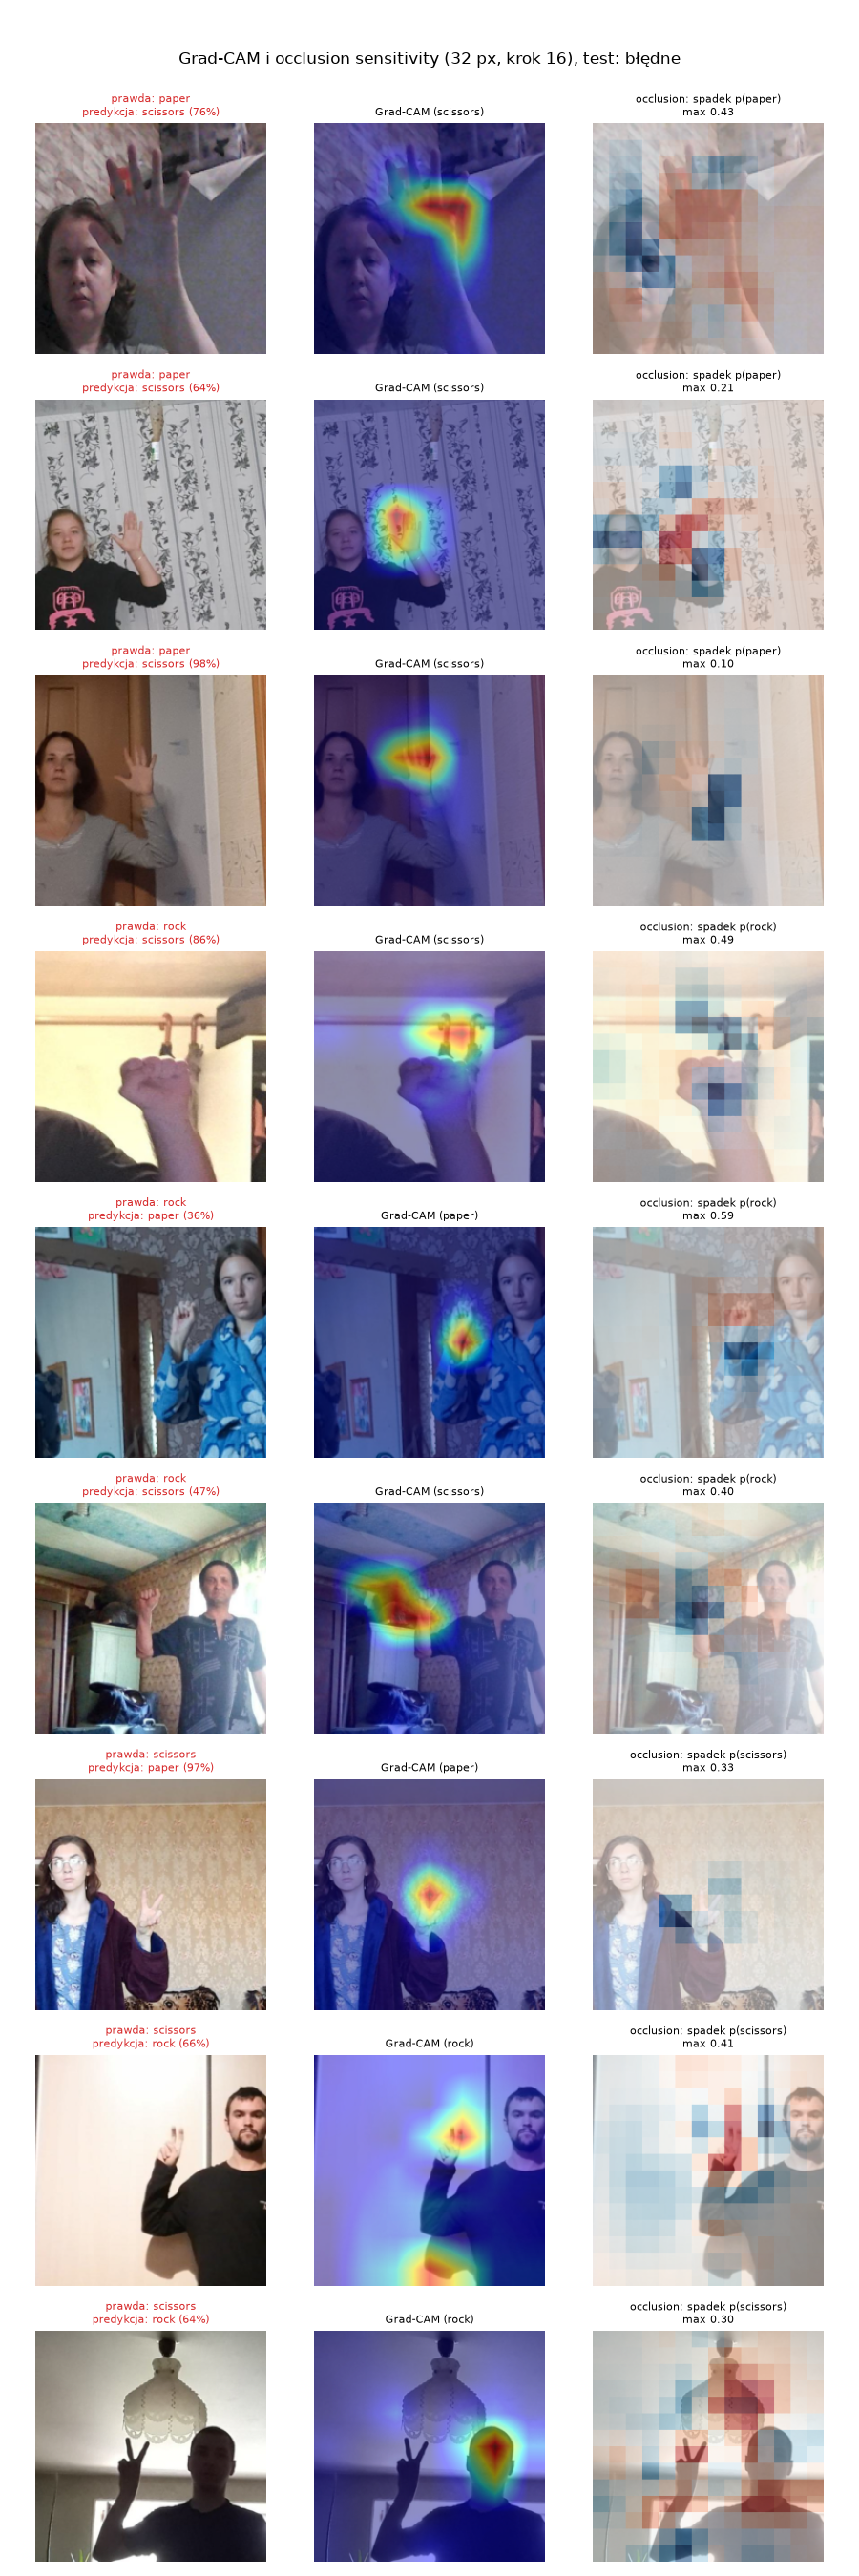 Grad-CAM i occlusion sensitivity (32 px, krok 16), test: błędne
prawda: paper
predykcja: scissors (76%)
Grad-CAM (scissors)
occlusion: spadek p(paper)
max 0.43
prawda: paper
predykcja: scissors (64%)
Grad-CAM (scissors)
occlusion: spadek p(paper)
max 0.21
prawda: paper
predykcja: scissors (98%)
Grad-CAM (scissors)
occlusion: spadek p(paper)
max 0.10
prawda: rock
predykcja: scissors (86%)
Grad-CAM (scissors)
occlusion: spadek p(rock)
max 0.49
prawda: rock
predykcja: paper (36%)
Grad-CAM (paper)
occlusion: spadek p(rock)
max 0.59
prawda: rock
predykcja: scissors (47%)
Grad-CAM (scissors)
occlusion: spadek p(rock)
max 0.40
prawda: scissors
predykcja: paper (97%)
Grad-CAM (paper)
occlusion: spadek p(scissors)
max 0.33
prawda: scissors
predykcja: rock (66%)
Grad-CAM (rock)
occlusion: spadek p(scissors)
max 0.41
prawda: scissors
predykcja: rock (64%)
Grad-CAM (rock)
occlusion: spadek p(scissors)
max 0.30